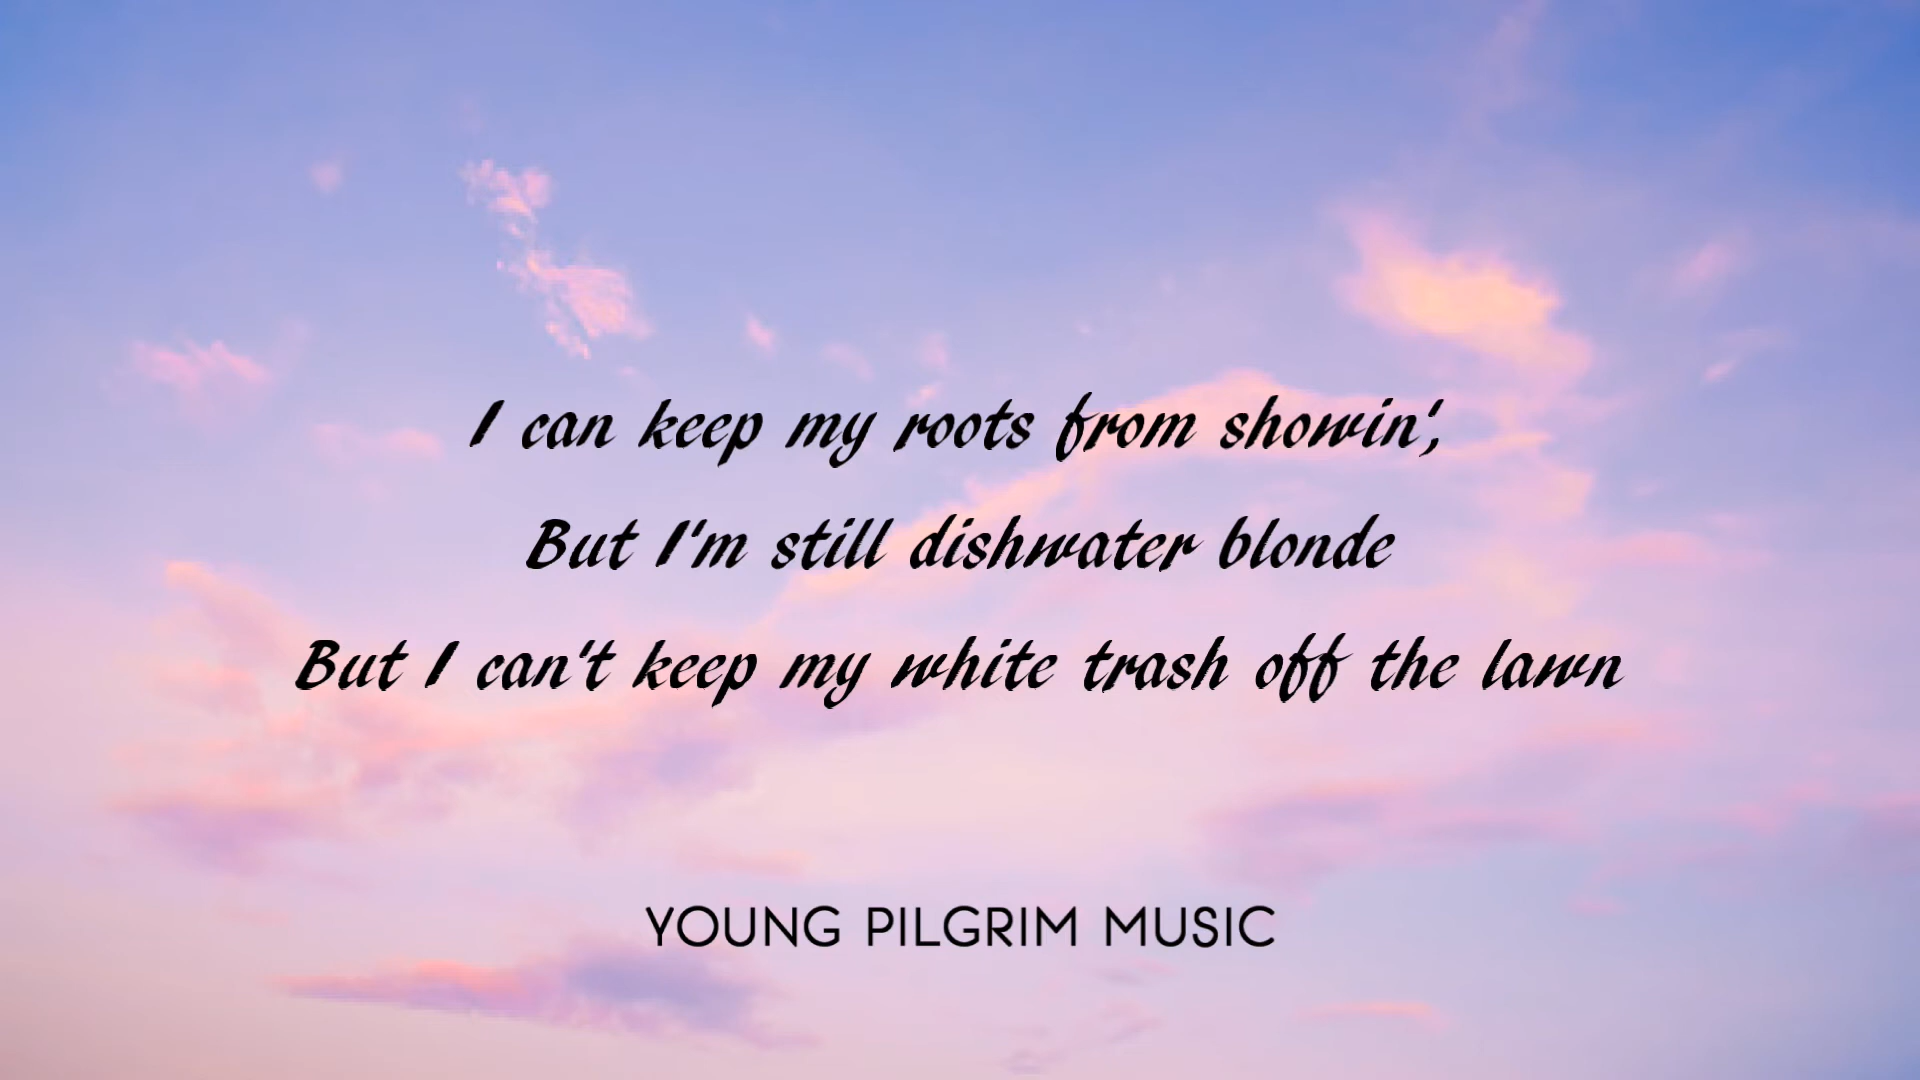 I can keep my roots from showin',
But I'm still dishwater blonde
But I can't keep my white trash off the lawn
YOUNG PILGRIM MUSIC